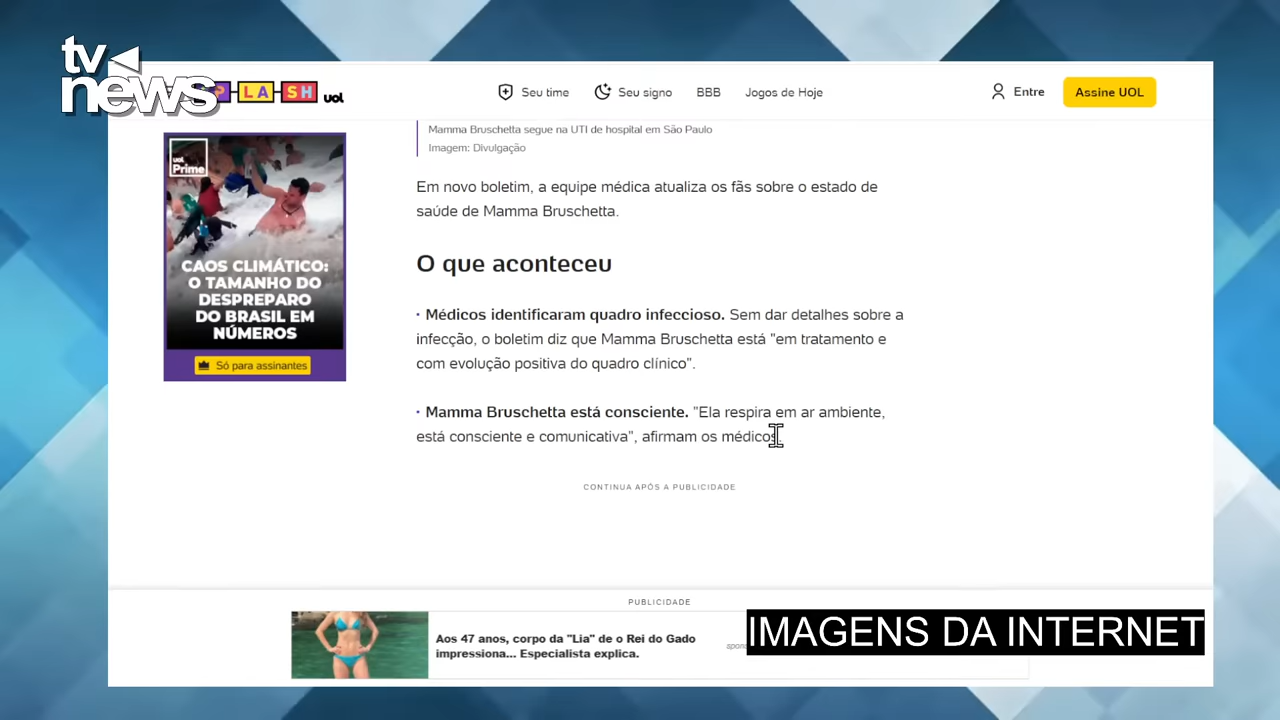 tv
news
P LA SH uol
Seu time
Seu signo
BBB
Jogos de Hoje
Entre
Assine UOL
Mamma Bruschetta segue na UTI de hospital em São Paulo
Imagem: Divulgação
uol
Prime
CAOS CLIMÁTICO:
O TAMANHO DO
DESPREPARO
DO BRASIL EM
NÚMEROS
Só para assinantes
Em novo boletim, a equipe médica atualiza os fãs sobre o estado de
saúde de Mamma Bruschetta.
O que aconteceu
· Médicos identificaram quadro infeccioso. Sem dar detalhes sobre a
infecção, o boletim diz que Mamma Bruschetta está "em tratamento e
com evolução positiva do quadro clínico".
· Mamma Bruschetta está consciente. "Ela respira em ar ambiente,
está consciente e comunicativa", afirmam os médicos.
CONTINUA APÓS A PUBLICIDADE
PUBLICIDADE
Aos 47 anos, corpo da "Lia" de o Rei do Gado
impressiona... Especialista explica.
IMAGENS DA INTERNET